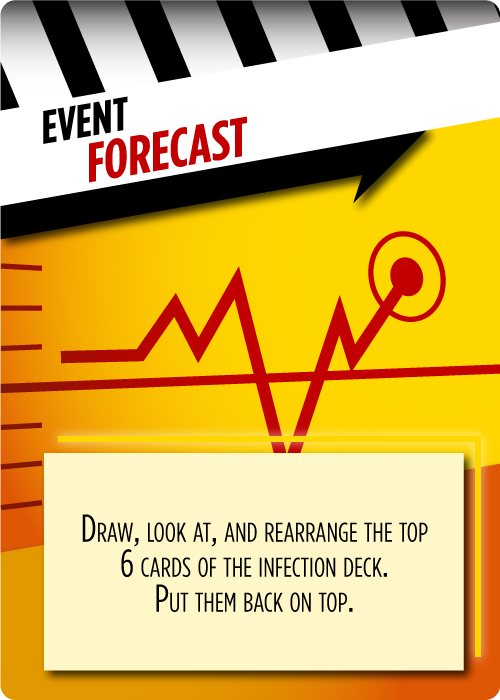 EVENT
FORECAST
DRAW, LOOK AT, AND REARRANGE THE TOP
6 CARDS OF THE INFECTION DECK.
PUT THEM BACK ON TOP.